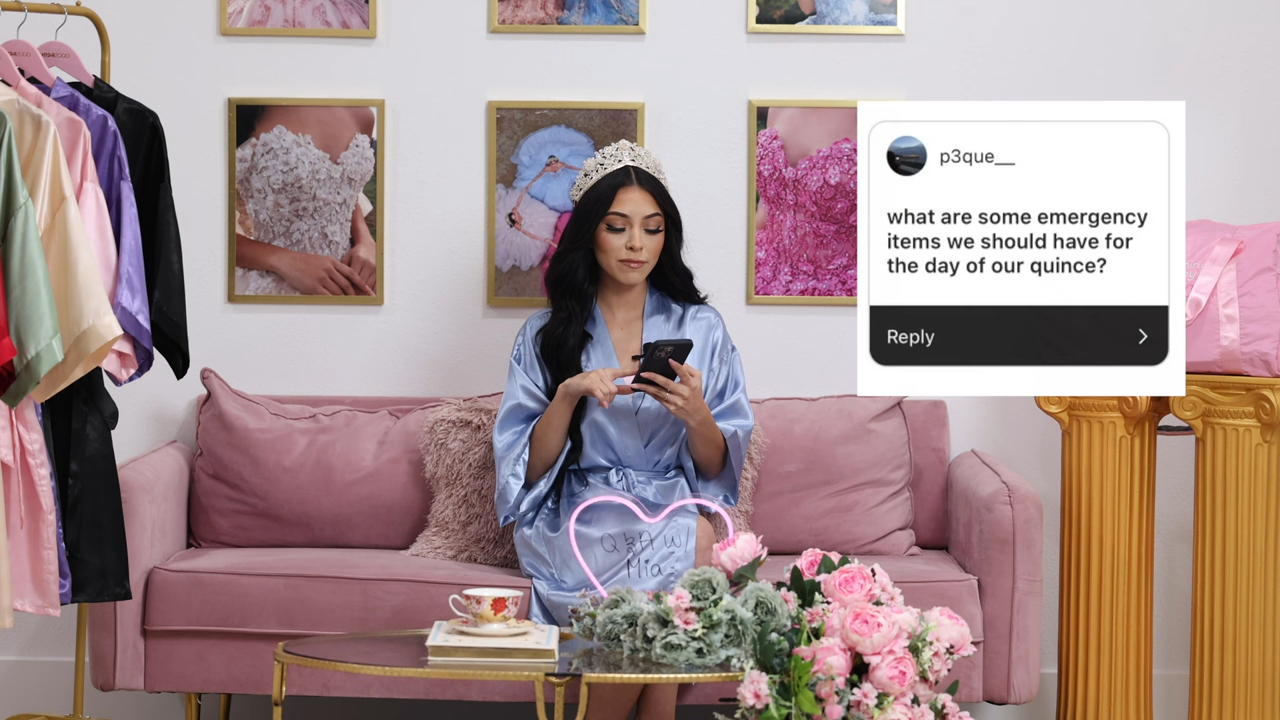 p3que__
what are some emergency
items we should have for
the day of our quince?
Reply
Q&A W/
Mia